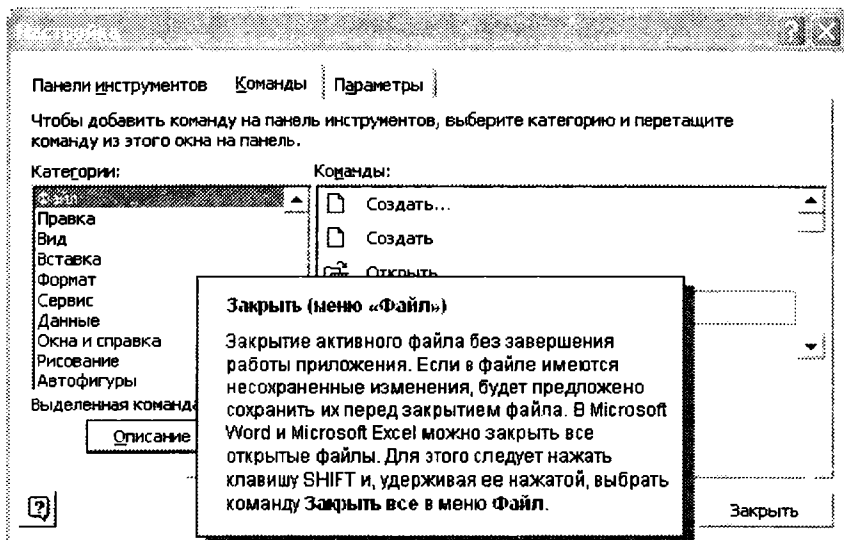 Настройка
Панели инструментов Команды Параметры
Чтобы добавить команду на панель инструментов, выберите категорию и перетащите
команду из этого окна на панель.
Категории: Команды:
Файл
Создать...
Правка
Вид
Создать
Вставка
Открыть
Формат
Сервис
Данные
Окна и справка
Рисование
Автофигуры
Выделенная команда
Описание
Закрыть (меню «Файл»)
Закрытие активного файла без завершения
работы приложения. Если в файле имеются
несохраненные изменения, будет предложено
сохранить их перед закрытием файла. В Microsoft
Word и Microsoft Excel можно закрыть все
открытые файлы. Для этого следует нажать
клавишу SHIFT и, удерживая ее нажатой, выбрать
команду Закрыть все в меню Файл.
Закрыть